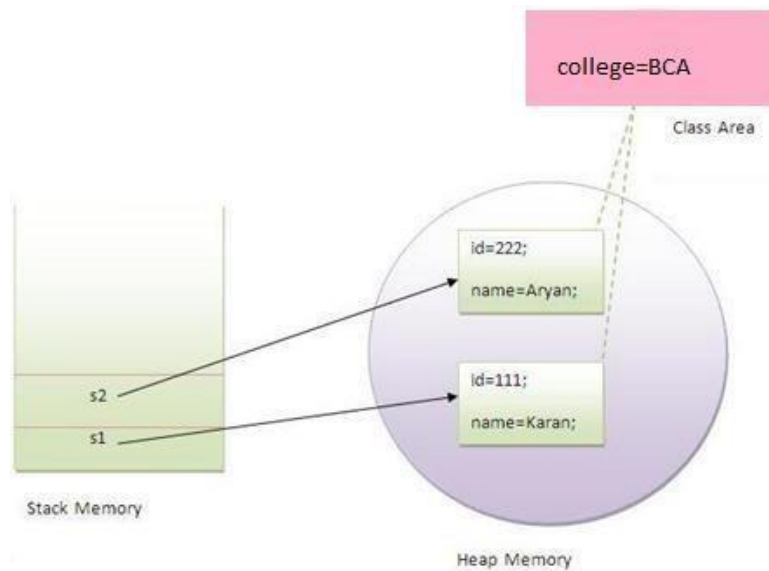 college=BCA
Class Area
id=222;
name=Aryan;
s2
id=111;
name=Karan;
s1
Stack Memory
Heap Memory